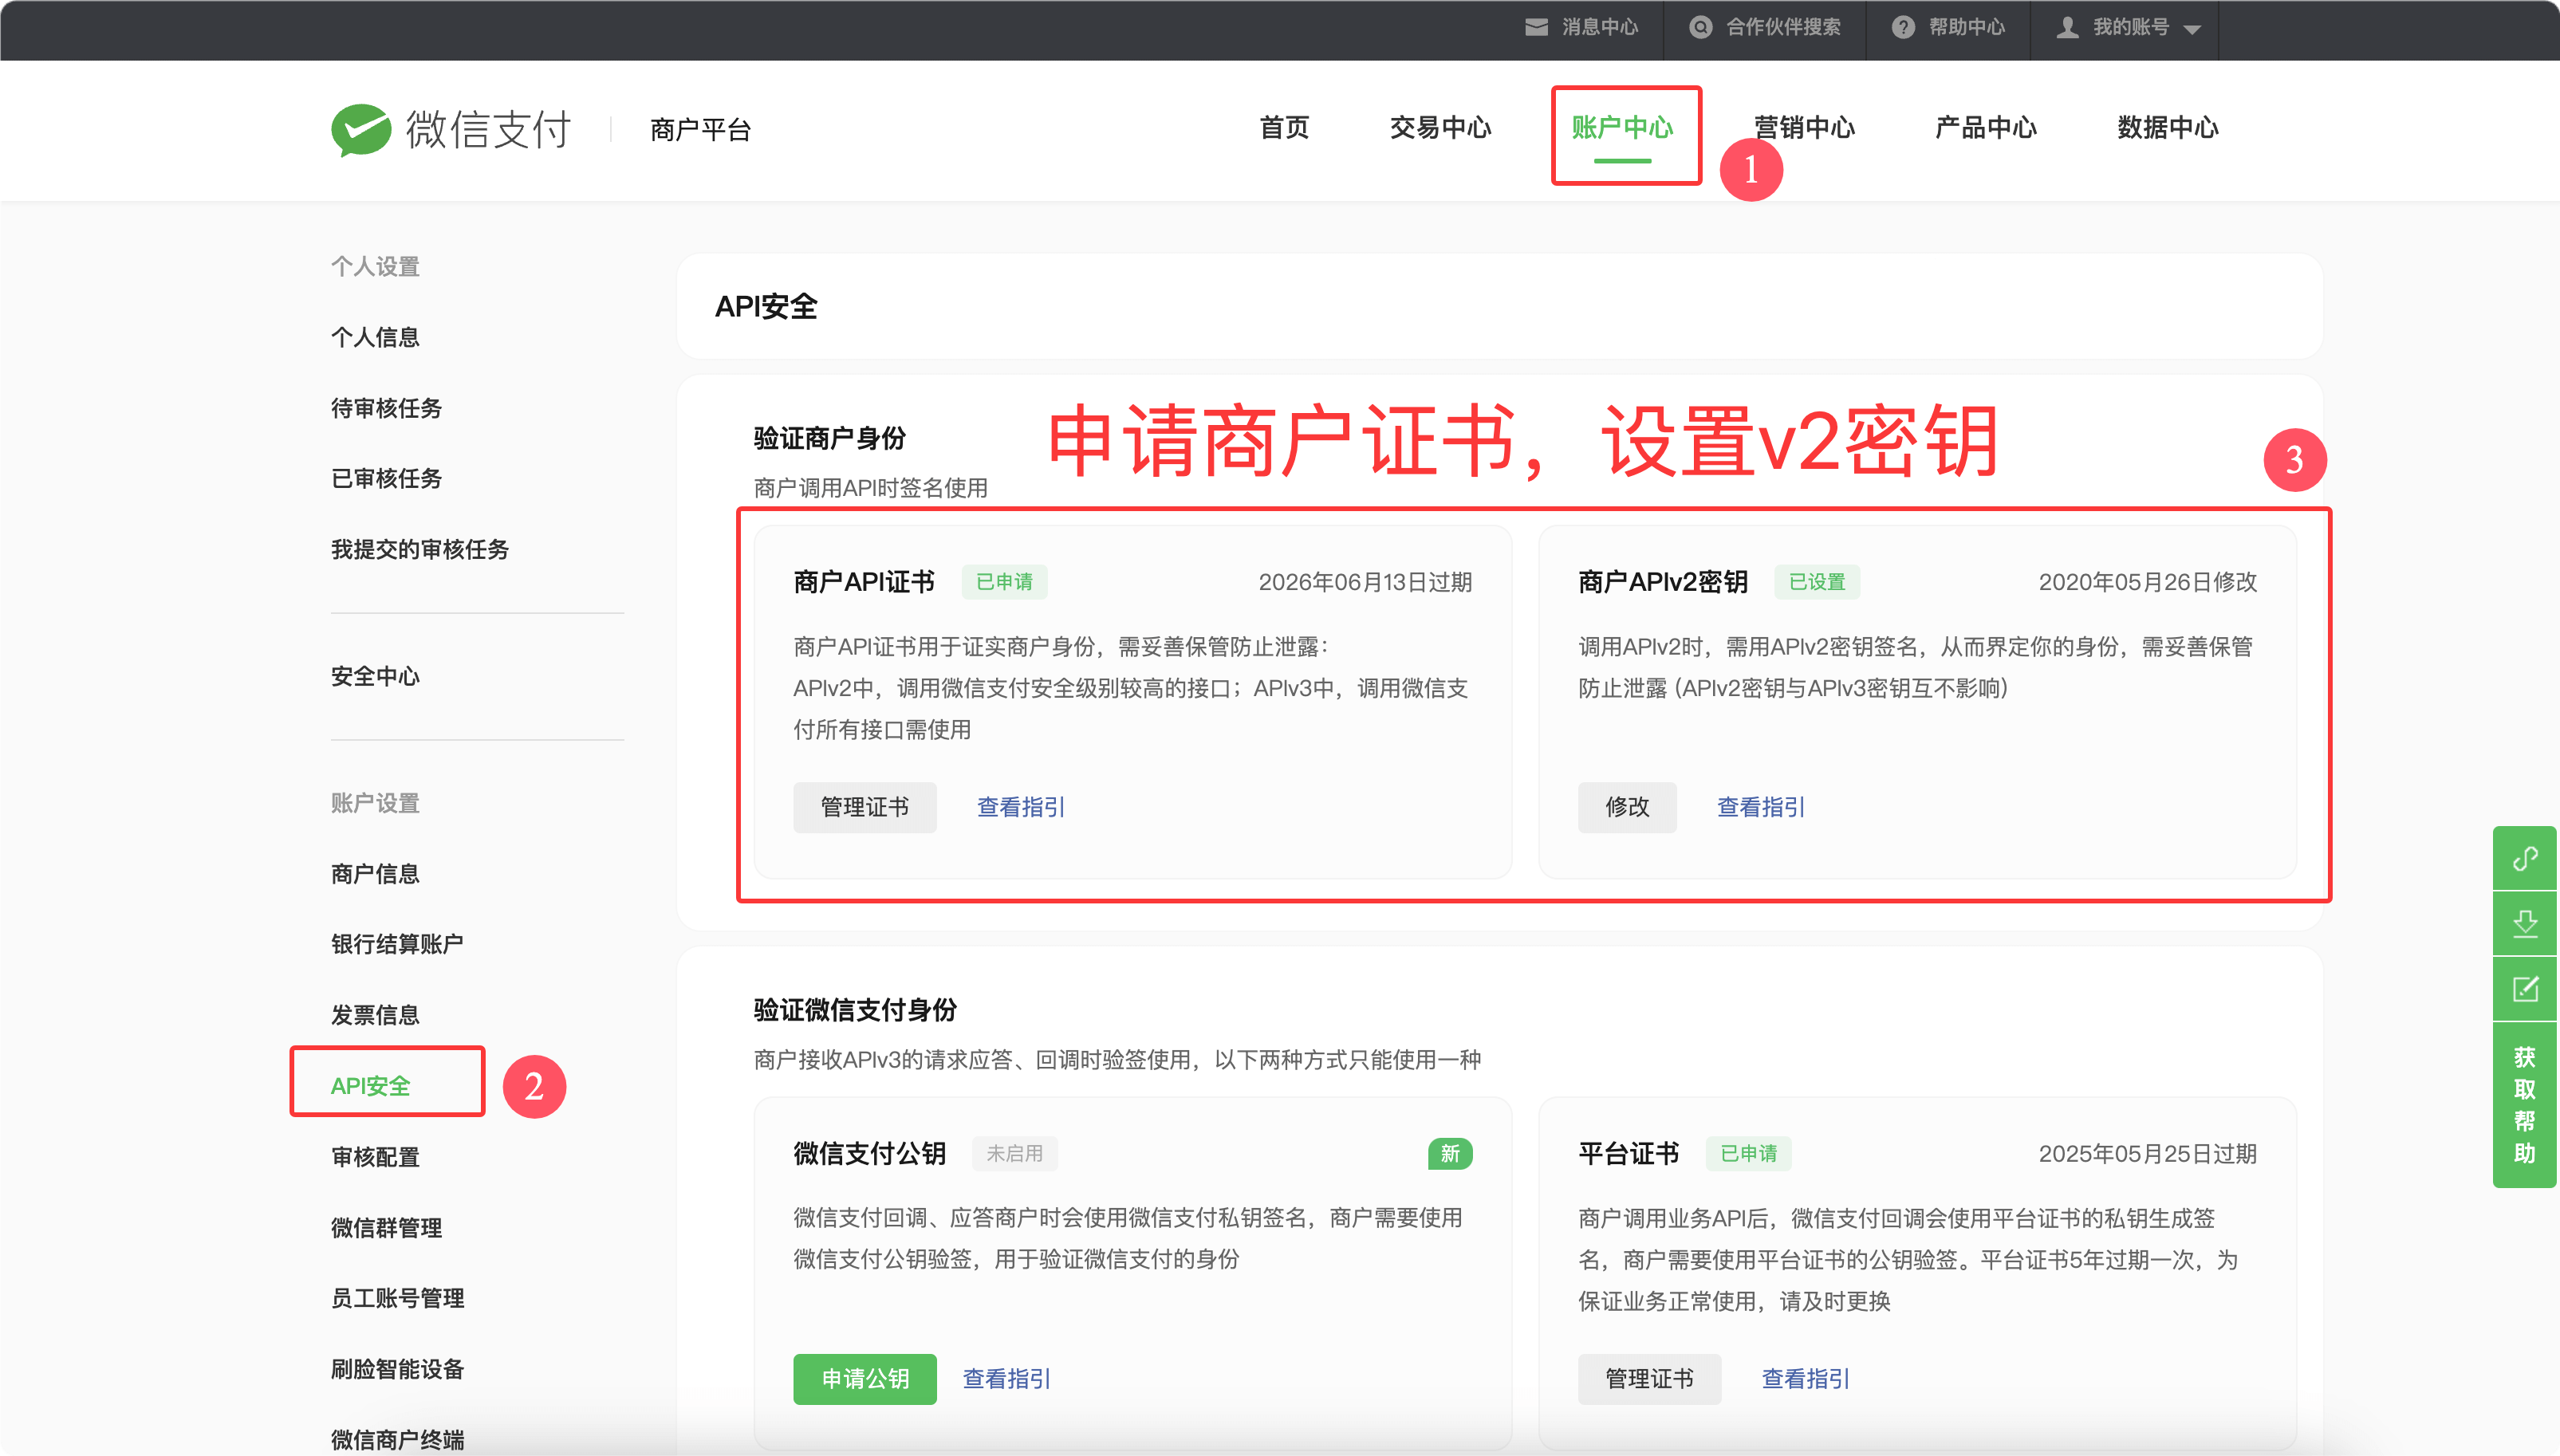 消息中心
合作伙伴搜索
帮助中心
我的账号
微信支付
商户平台
首页
交易中心
账户中心
营销中心
产品中心
数据中心
1
个人设置
个人信息
待审核任务
已审核任务
我提交的审核任务
安全中心
账户设置
商户信息
银行结算账户
发票信息
API安全
2
审核配置
微信群管理
员工账号管理
刷脸智能设备
微信商户终端
API安全
验证商户身份
申请商户证书，设置v2密钥
3
商户调用API时签名使用
商户API证书
已申请
2026年06月13日过期
商户API证书用于证实商户身份，需妥善保管防止泄露：
APIv2中，调用微信支付安全级别较高的接口；APIv3中，调用微信支
付所有接口需使用
管理证书
查看指引
商户APIv2密钥
已设置
2020年05月26日修改
调用APIv2时，需用APIv2密钥签名，从而界定你的身份，需妥善保管
防止泄露 (APIv2密钥与APIv3密钥互不影响)
修改
查看指引
验证微信支付身份
商户接收APIv3的请求应答、回调时验签使用，以下两种方式只能使用一种
微信支付公钥
未启用
新
微信支付回调、应答商户时会使用微信支付私钥签名，商户需要使用
微信支付公钥验签，用于验证微信支付的身份
申请公钥
查看指引
平台证书
已申请
2025年05月25日过期
商户调用业务API后，微信支付回调会使用平台证书的私钥生成签
名，商户需要使用平台证书的公钥验签。平台证书5年过期一次，为
保证业务正常使用，请及时更换
管理证书
查看指引
获
取
帮
助